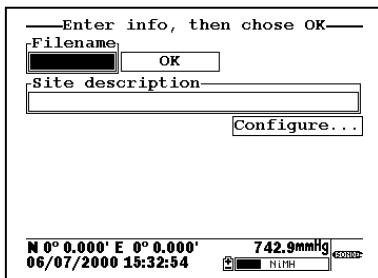 Enter info, then chose OK
Filename
OK
Site description
Configure...
N 0° 0.000' E 0° 0.000' 742.9mmHg
SONDE
06/07/2000 15:32:54 NiMH